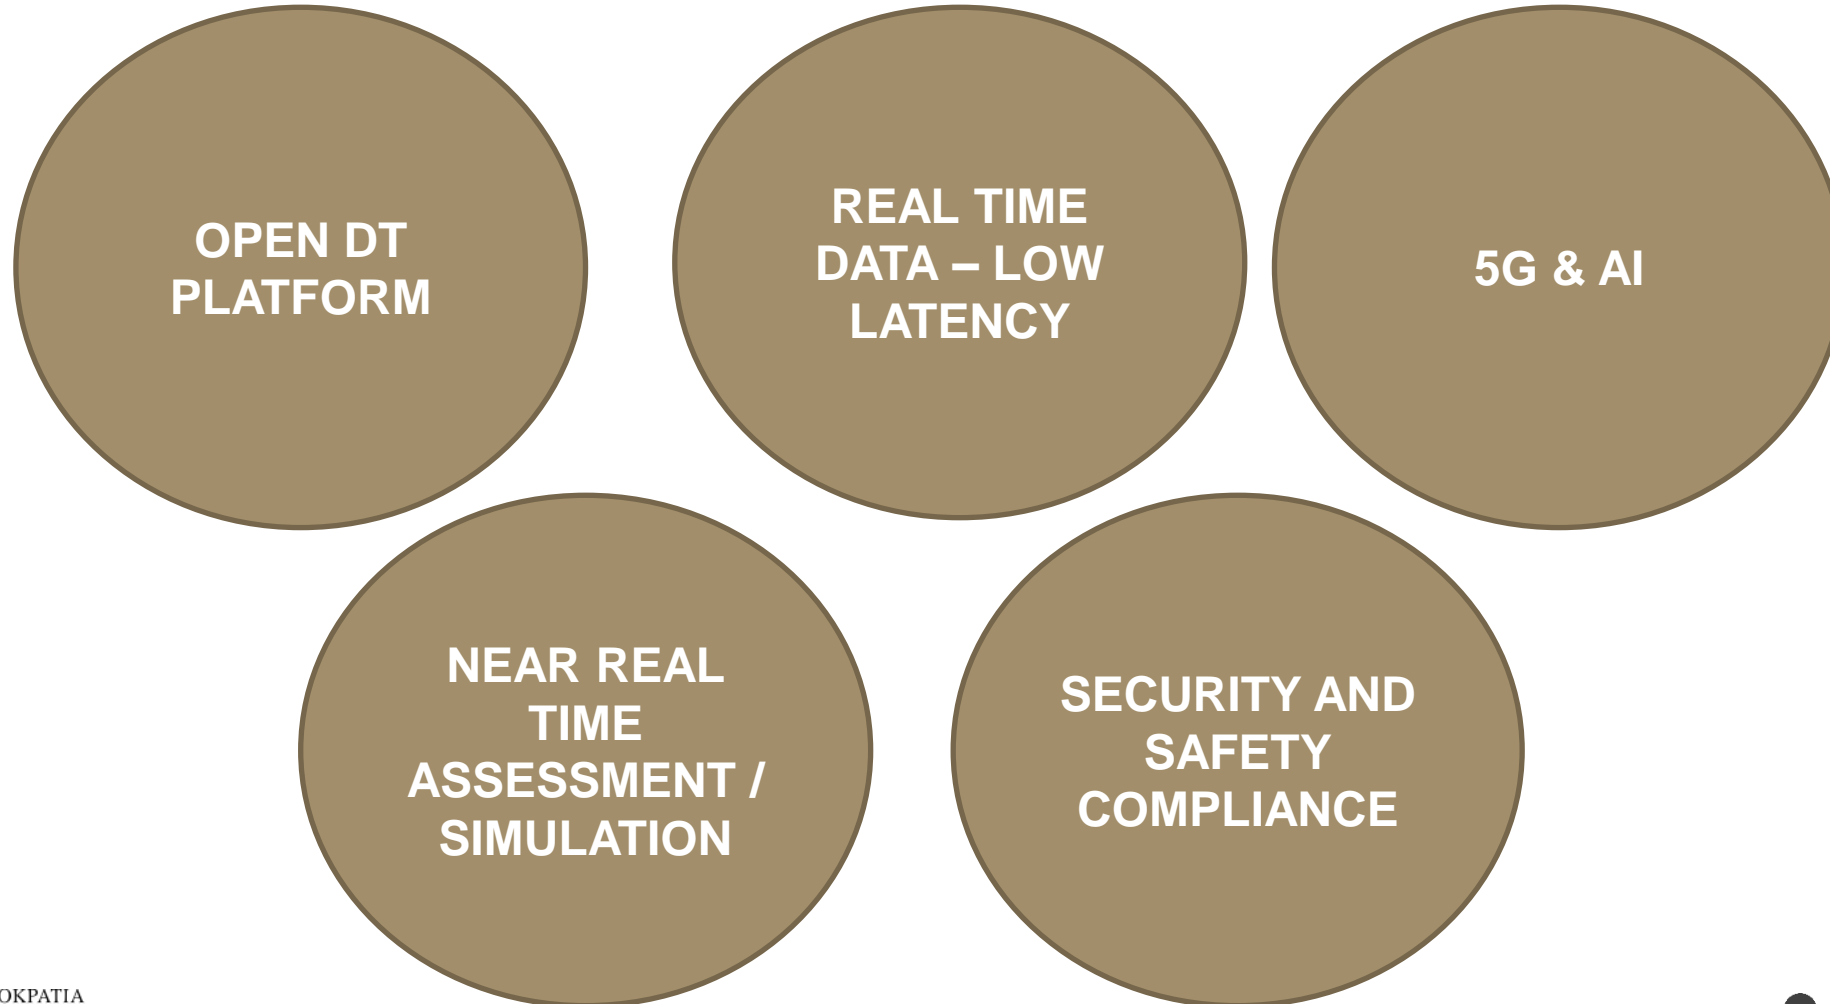 OPEN DT
PLATFORM
REAL TIME
DATA – LOW
LATENCY
5G & AI
NEAR REAL
TIME
ASSESSMENT /
SIMULATION
SECURITY AND
SAFETY
COMPLIANCE